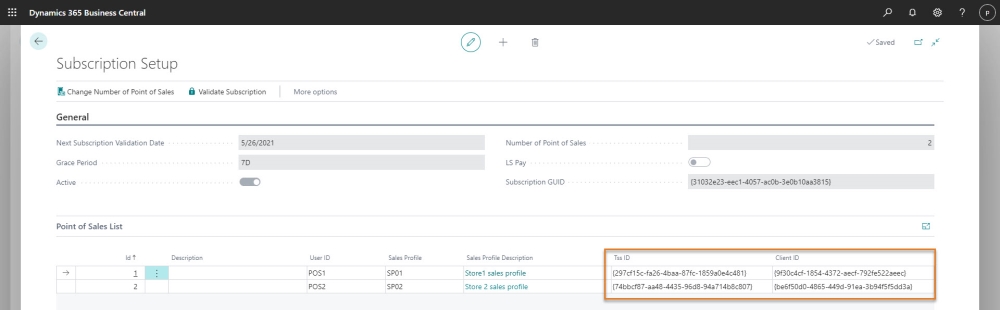 Dynamics 365 Business Central
?
P
Saved
Subscription Setup
Change Number of Point of Sales Validate Subscription More options
General
Next Subscription Validation Date 5/26/2021 Number of Point of Sales 2
Grace Period 7D LS Pay
Active Subscription GUID {31032e23-eec1-4057-ac0b-3e0b10aa3815}
Point of Sales List
Id ↑ Description User ID Sales Profile Sales Profile Description Tss ID Client ID
→ 1 POS1 SP01 Store1 sales profile {297cf15c-fa26-4baa-87fc-1859a0e4c481} {9f30c4cf-1854-4372-aecf-792fe522aeec}
2 POS2 SP02 Store 2 sales profile {74bbcf87-aa48-4435-96d8-94a714b8c807} {be6f50d0-4865-449d-91ea-3b94f5f5dd3a}